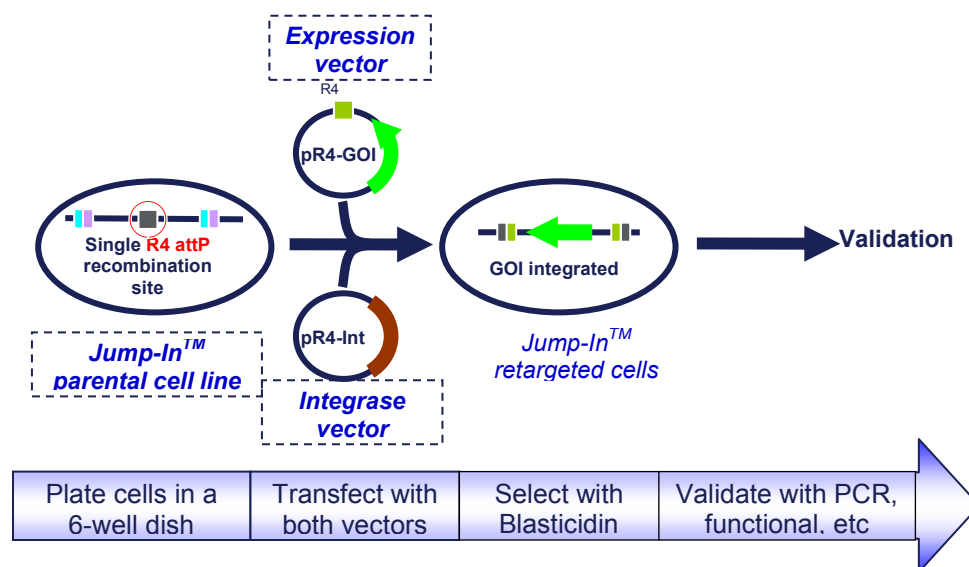 Expression
vector
R4
pR4-GOI
Single R4 attP
recombination
site
GOI integrated
Validation
pR4-Int
Jump-In™
parental cell line
Jump-In™
retargeted cells
Integrase
vector
Plate cells in a
6-well dish
Transfect with
both vectors
Select with
Blasticidin
Validate with PCR,
functional, etc